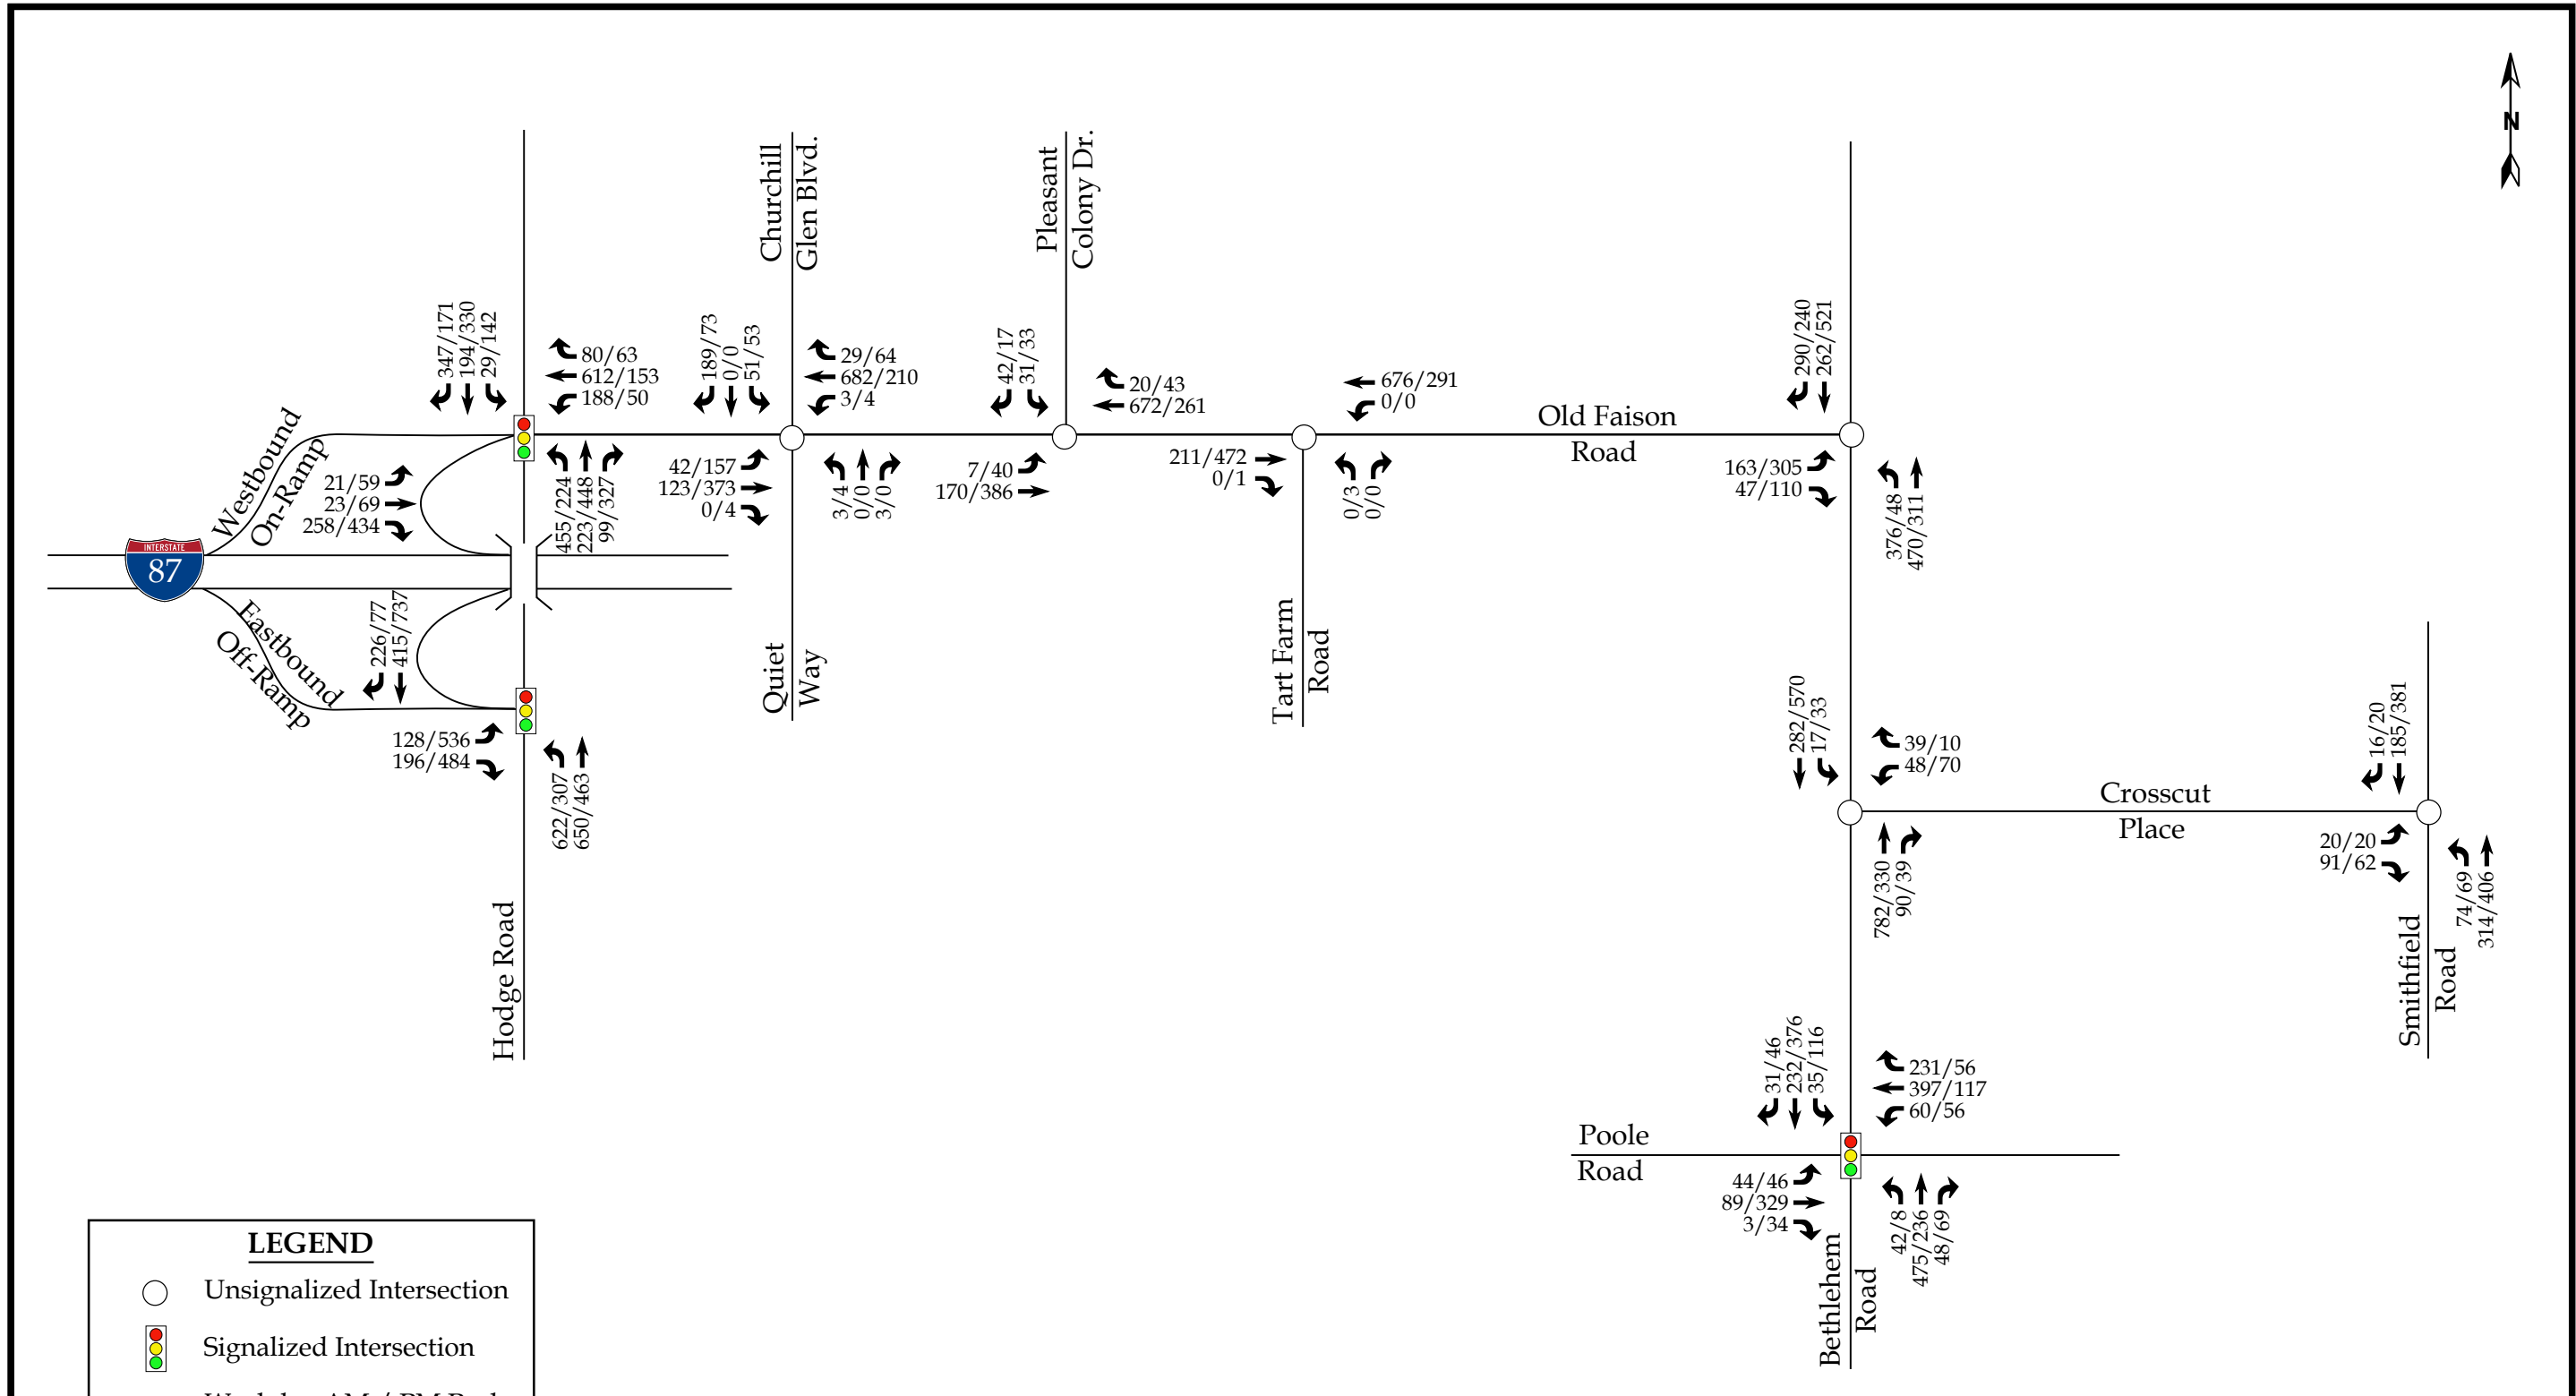 N
Churchill
Glen Blvd.
Pleasant
Colony Dr.
347/171
194/330
29/142
80/63
612/153
188/50
189/73
0/0
51/53
29/64
682/210
3/4
42/17
31/33
20/43
672/261
676/291
0/0
Old Faison
Road
290/240
262/521
Westbound
On-Ramp
21/59
23/69
258/434
455/224
223/448
99/327
42/157
123/373
0/4
3/4
0/0
3/0
7/40
170/386
211/472
0/1
0/3
0/0
163/305
47/110
376/48
470/311
INTERSTATE
87
Eastbound
Off-Ramp
226/77
415/737
128/536
196/484
622/307
650/463
Quiet
Way
Tart Farm
Road
282/570
17/33
39/10
48/70
Crosscut
Place
16/20
185/381
782/330
90/39
20/20
91/62
74/69
314/406
Hodge Road
Smithfield
Road
31/46
232/376
35/116
231/56
397/117
60/56
Poole
Road
44/46
89/329
3/34
42/8
475/236
48/69
Bethlehem
Road
LEGEND
Unsignalized Intersection
Signalized Intersection